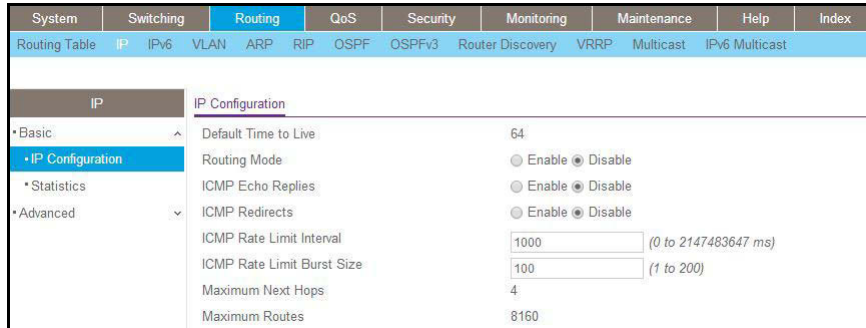 System Switching Routing QoS Security Monitoring Maintenance Help Index
Routing Table IP IPv6 VLAN ARP RIP OSPF OSPFv3 Router Discovery VRRP Multicast IPv6 Multicast
IP
Basic
IP Configuration
Statistics
Advanced
IP Configuration
Default Time to Live 64
Routing Mode Enable Disable
ICMP Echo Replies Enable Disable
ICMP Redirects Enable Disable
ICMP Rate Limit Interval 1000 (0 to 2147483647 ms)
ICMP Rate Limit Burst Size 100 (1 to 200)
Maximum Next Hops 4
Maximum Routes 8160